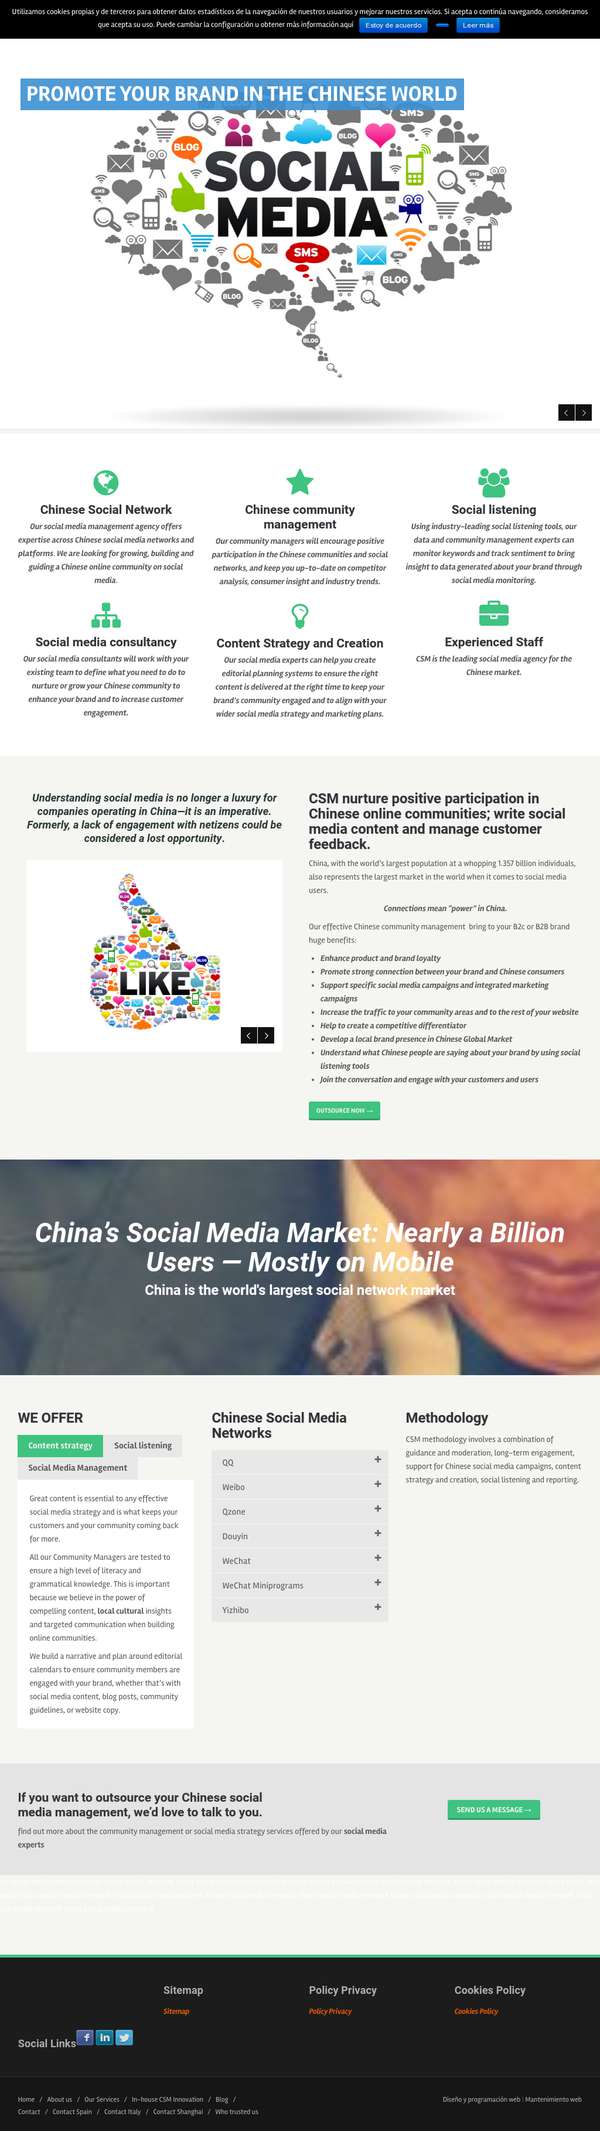 Utilizamos cookies propias y de terceros para obtener datos estadísticos de la navegación de nuestros usuarios y mejorar nuestros servicios. Si acepta o continúa navegando, consideramos
que acepta su uso. Puede cambiar la configuración u obtener más información aquí Estoy de acuerdo Leer más
PROMOTE YOUR BRAND IN THE CHINESE WORLD
SMS
BLOG
BLOG
SOCIAL
MEDIA
SMS
SMS
SMS
SMS
SMS
BLOG
BLOG
BLOG
Chinese Social Network
Our social media management agency offers
expertise across Chinese social media networks and
platforms. We are looking for growing, building and
guiding a Chinese online community on social
media.
Chinese community
management
Our community managers will encourage positive
participation in the Chinese communities and social
networks, and keep you up-to-date on competitor
analysis, consumer insight and industry trends.
Social listening
Using industry-leading social listening tools, our
data and community management experts can
monitor keywords and track sentiment to bring
insight to data generated about your brand through
social media monitoring.
Social media consultancy
Our social media consultants will work with your
existing team to define what you need to do to
nurture or grow your Chinese community to
enhance your brand and to increase customer
engagement.
Content Strategy and Creation
Our social media experts can help you create
editorial planning systems to ensure the right
content is delivered at the right time to keep your
brand's community engaged and to align with your
wider social media strategy and marketing plans.
Experienced Staff
CSM is the leading social media agency for the
Chinese market.
Understanding social media is no longer a luxury for
companies operating in China—it is an imperative.
Formerly, a lack of engagement with netizens could be
considered a lost opportunity.
LIKE
CSM nurture positive participation in
Chinese online communities; write social
media content and manage customer
feedback.
China, with the world's largest population at a whopping 1.357 billion individuals,
also represents the largest market in the world when it comes to social media
users.
Connections mean "power" in China.
Our effective Chinese community management bring to your B2c or B2B brand
huge benefits:
Enhance product and brand loyalty
Promote strong connection between your brand and Chinese consumers
Support specific social media campaigns and integrated marketing
campaigns
Increase the traffic to your community areas and to the rest of your website
Help to create a competitive differentiator
Develop a local brand presence in Chinese Global Market
Understand what Chinese people are saying about your brand by using social
listening tools
Join the conversation and engage with your customers and users
OUTSOURCE NOW →
China's Social Media Market: Nearly a Billion
Users — Mostly on Mobile
China is the world's largest social network market
WE OFFER
Content strategy
Social listening
Social Media Management
Great content is essential to any effective
social media strategy and is what keeps your
customers and your community coming back
for more.
All our Community Managers are tested to
ensure a high level of literacy and
grammatical knowledge. This is important
because we believe in the power of
compelling content, local cultural insights
and targeted communication when building
online communities.
We build a narrative and plan around editorial
calendars to ensure community members are
engaged with your brand, whether that's with
social media content, blog posts, community
guidelines, or website copy.
Chinese Social Media
Networks
QQ
Weibo
Qzone
Douyin
WeChat
WeChat Miniprograms
Yizhibo
Methodology
CSM methodology involves a combination of
guidance and moderation, long-term engagement,
support for Chinese social media campaigns, content
strategy and creation, social listening and reporting.
If you want to outsource your Chinese social
media management, we'd love to talk to you.
find out more about the community management or social media strategy services offered by our social media
experts
SEND US A MESSAGE →
Social Links
Sitemap
Sitemap
Policy Privacy
Policy Privacy
Cookies Policy
Cookies Policy
Home / About us / Our Services / In-house CSM Innovation / Blog /
Contact / Contact Spain / Contact Italy / Contact Shanghai / Who trusted us
Diseño y programación web | Mantenimiento web